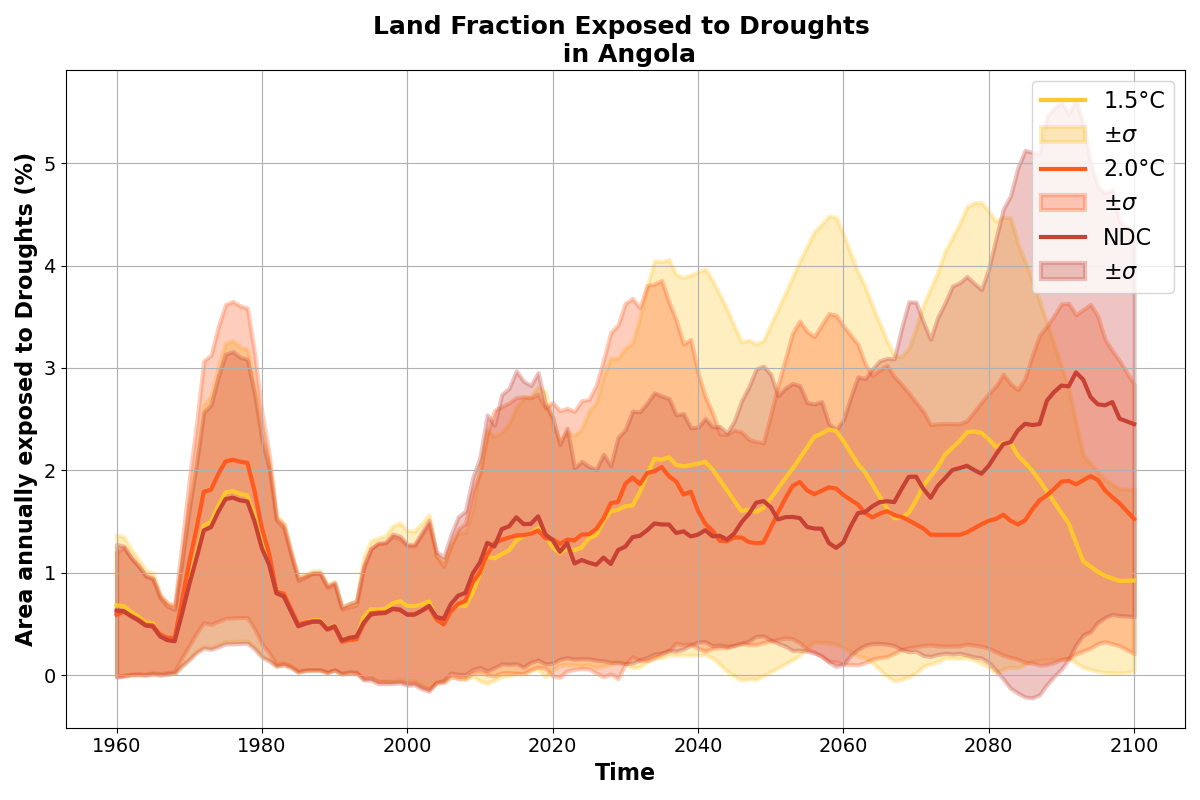 Land Fraction Exposed to Droughts
in Angola
Area annually exposed to Droughts (%)
5
4
3
2
1
0
1960
1980
2000
2020
2040
2060
2080
2100
Time
1.5°C
±σ
2.0°C
±σ
NDC
±σ